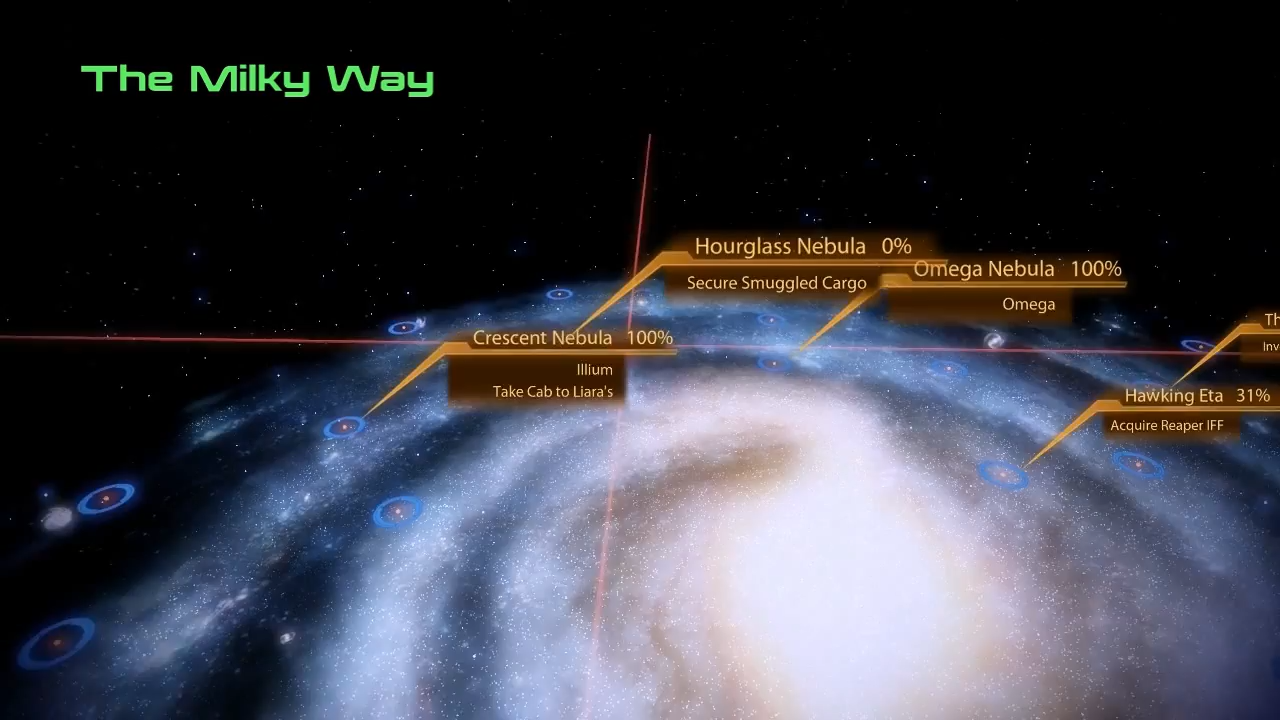 The Milky Way
Hourglass Nebula 0%
Secure Smuggled Cargo
Omega Nebula 100%
Omega
Crescent Nebula 100%
Illium
Take Cab to Liara's
Hawking Eta 31%
Acquire Reaper IFF